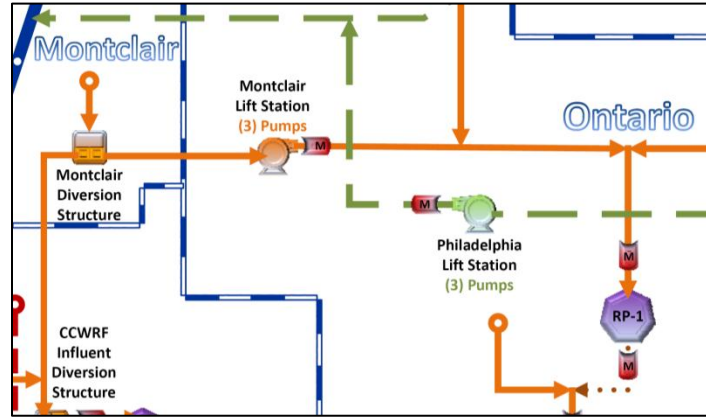 Montclair
Montclair
Lift Station
(3) Pumps
M
Ontario
Montclair
Diversion
Structure
M
Philadelphia
Lift Station
(3) Pumps
M
RP-1
M
CCWRF
Influent
Diversion
Structure